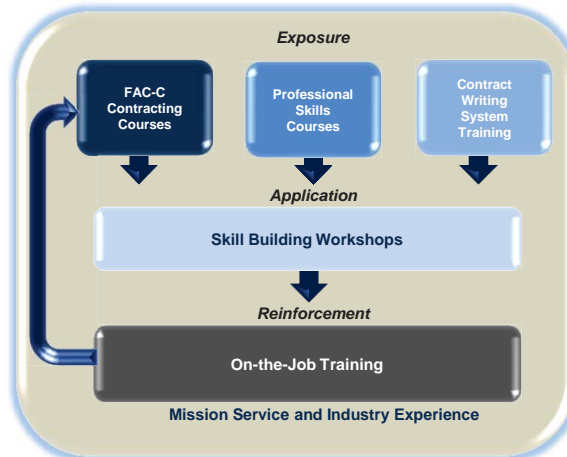 Exposure
FAC-C
Contracting
Courses
Professional
Skills
Courses
Contract
Writing
System
Training
Application
Skill Building Workshops
Reinforcement
On-the-Job Training
Mission Service and Industry Experience